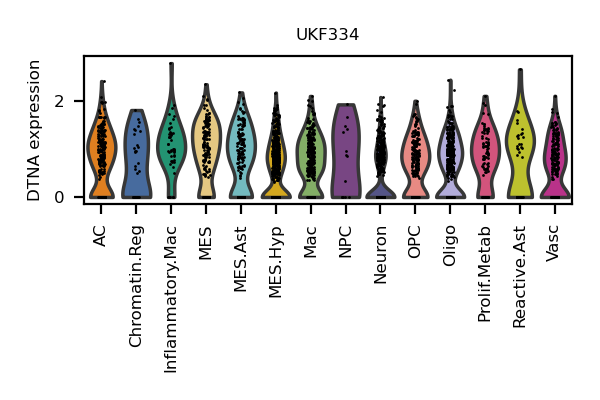 UKF334
DTNA expression
2
0
AC
Chromatin.Reg
Inflammatory.Mac
MES
MES.Ast
MES.Hyp
Mac
NPC
Neuron
OPC
Oligo
Prolif.Metab
Reactive.Ast
Vasc